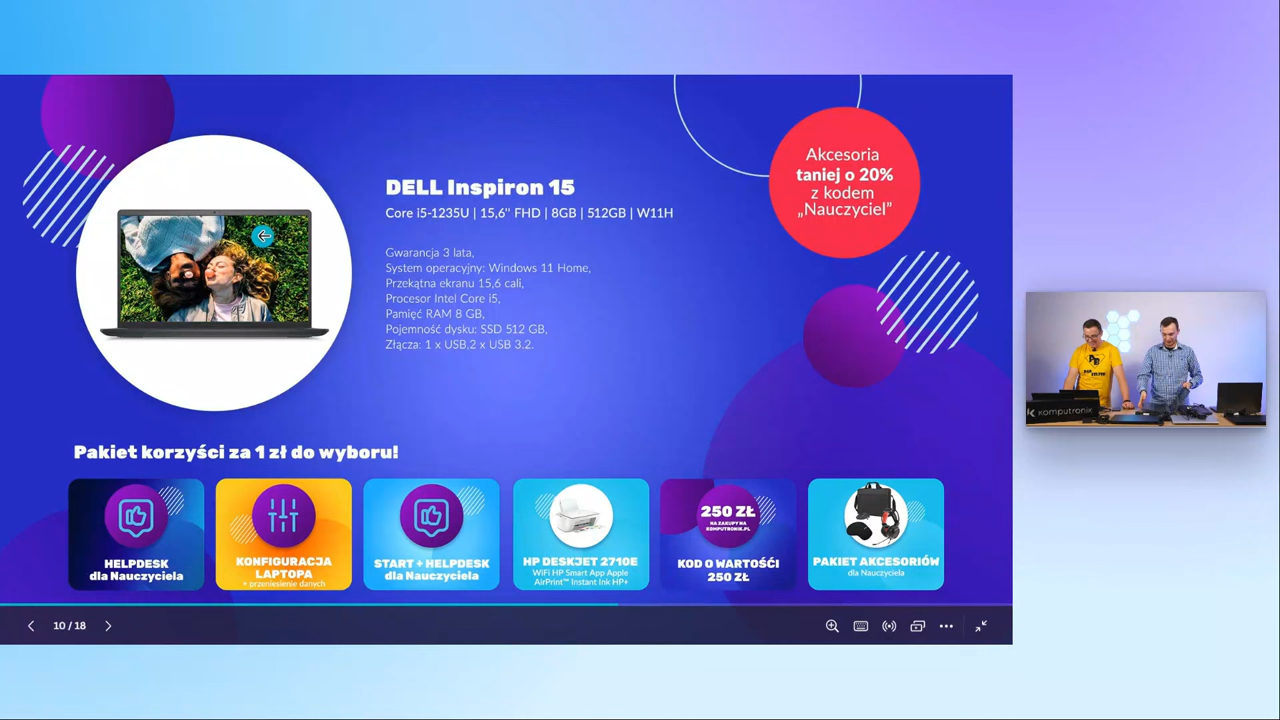 DELL Inspiron 15
Core i5-1235U | 15,6'' FHD | 8GB | 512GB | W11H
Gwarancja 3 lata,
System operacyjny: Windows 11 Home,
Przekątna ekranu 15,6 cali,
Procesor Intel Core i5,
Pamięć RAM 8 GB,
Pojemność dysku: SSD 512 GB,
Złącza: 1 x USB,2 x USB 3.2.
Akcesoria
taniej o 20%
z kodem
„Nauczyciel”
Pakiet korzyści za 1 zł do wyboru!
HELPDESK
dla Nauczyciela
KONFIGURACJA
LAPTOPA
+ przeniesienie danych
START + HELPDESK
dla Nauczyciela
HP DESKJET 2710E
WiFi HP Smart App Apple
AirPrint™ Instant Ink HP+
250 ZŁ
NA ZAKUPY NA
KOMPUTRONIK.PL
KOD O WARTOŚĆI
250 ZŁ
PAKIET AKCESORIÓW
dla Nauczyciela
10 / 18
komputronik